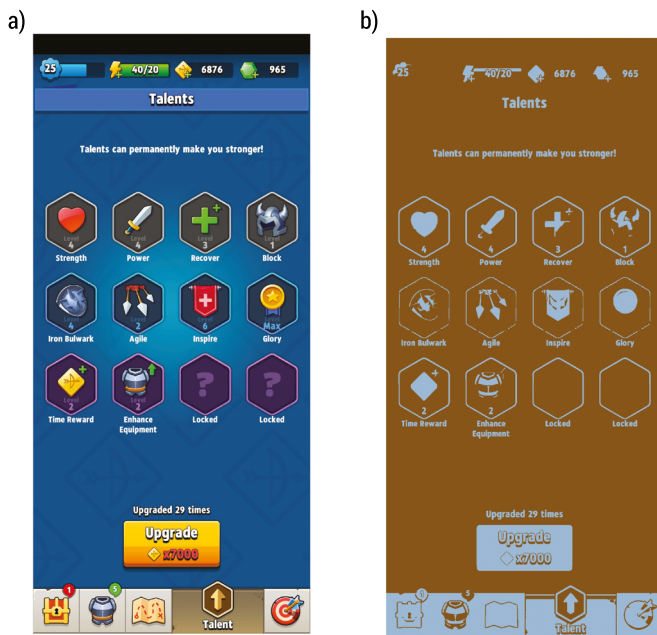 a)
25 40/20 6876 965
Talents
Talents can permanently make you stronger!
Level Level Level Level
4 4 3 1
Strength Power Recover Block
Level Level Level Level
4 2 6 Max
Iron Bulwark Agile Inspire Glory
Level Level ? ?
2 2
Time Reward Enhance Equipment Locked Locked
Upgraded 29 times
Upgrade
x7000
1 5
Talent
b)
25 40/20 6876 965
Talents
Talents can permanently make you stronger!
4 4 3 1
Strength Power Recover Block
Iron Bulwark Agile Inspire Glory
2 2
Time Reward Enhance Equipment Locked Locked
Upgraded 29 times
Upgrade
x7000
5
Talent